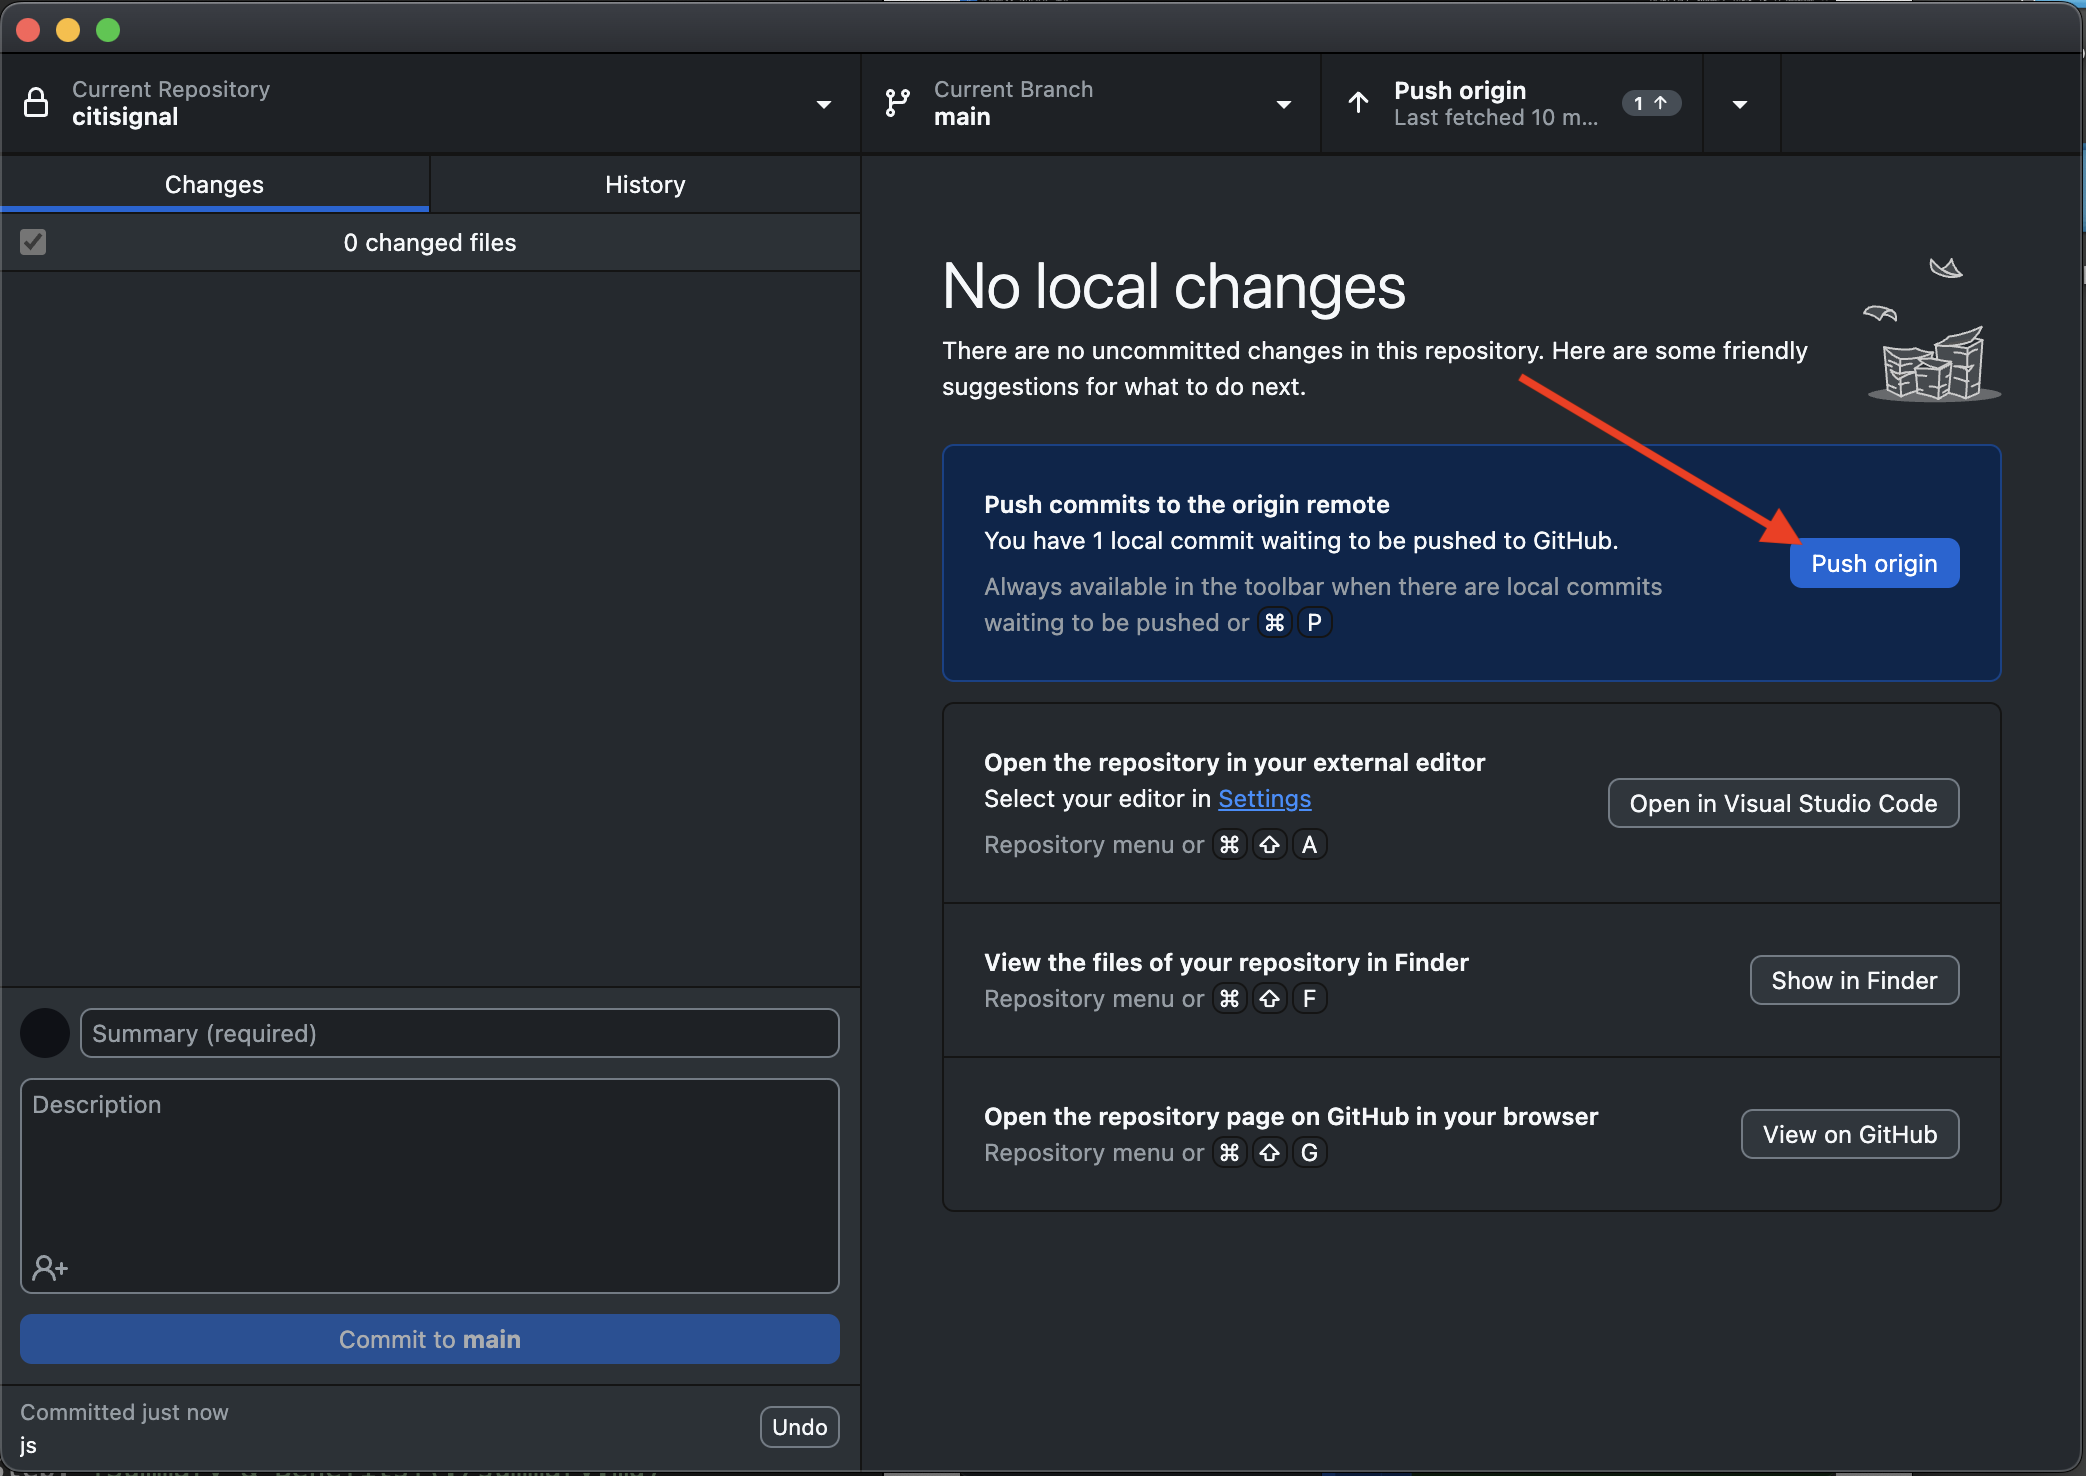 Current Repository
citisignal
Current Branch
main
Push origin
Last fetched 10 m...
1 ↑
Changes
History
0 changed files
No local changes
There are no uncommitted changes in this repository. Here are some friendly
suggestions for what to do next.
Push commits to the origin remote
You have 1 local commit waiting to be pushed to GitHub.
Always available in the toolbar when there are local commits
waiting to be pushed or ⌘ P
Push origin
Open the repository in your external editor
Select your editor in Settings
Repository menu or ⌘ ⇧ A
Open in Visual Studio Code
View the files of your repository in Finder
Repository menu or ⌘ ⇧ F
Show in Finder
Open the repository page on GitHub in your browser
Repository menu or ⌘ ⇧ G
View on GitHub
Summary (required)
Description
Commit to main
Committed just now
js
Undo